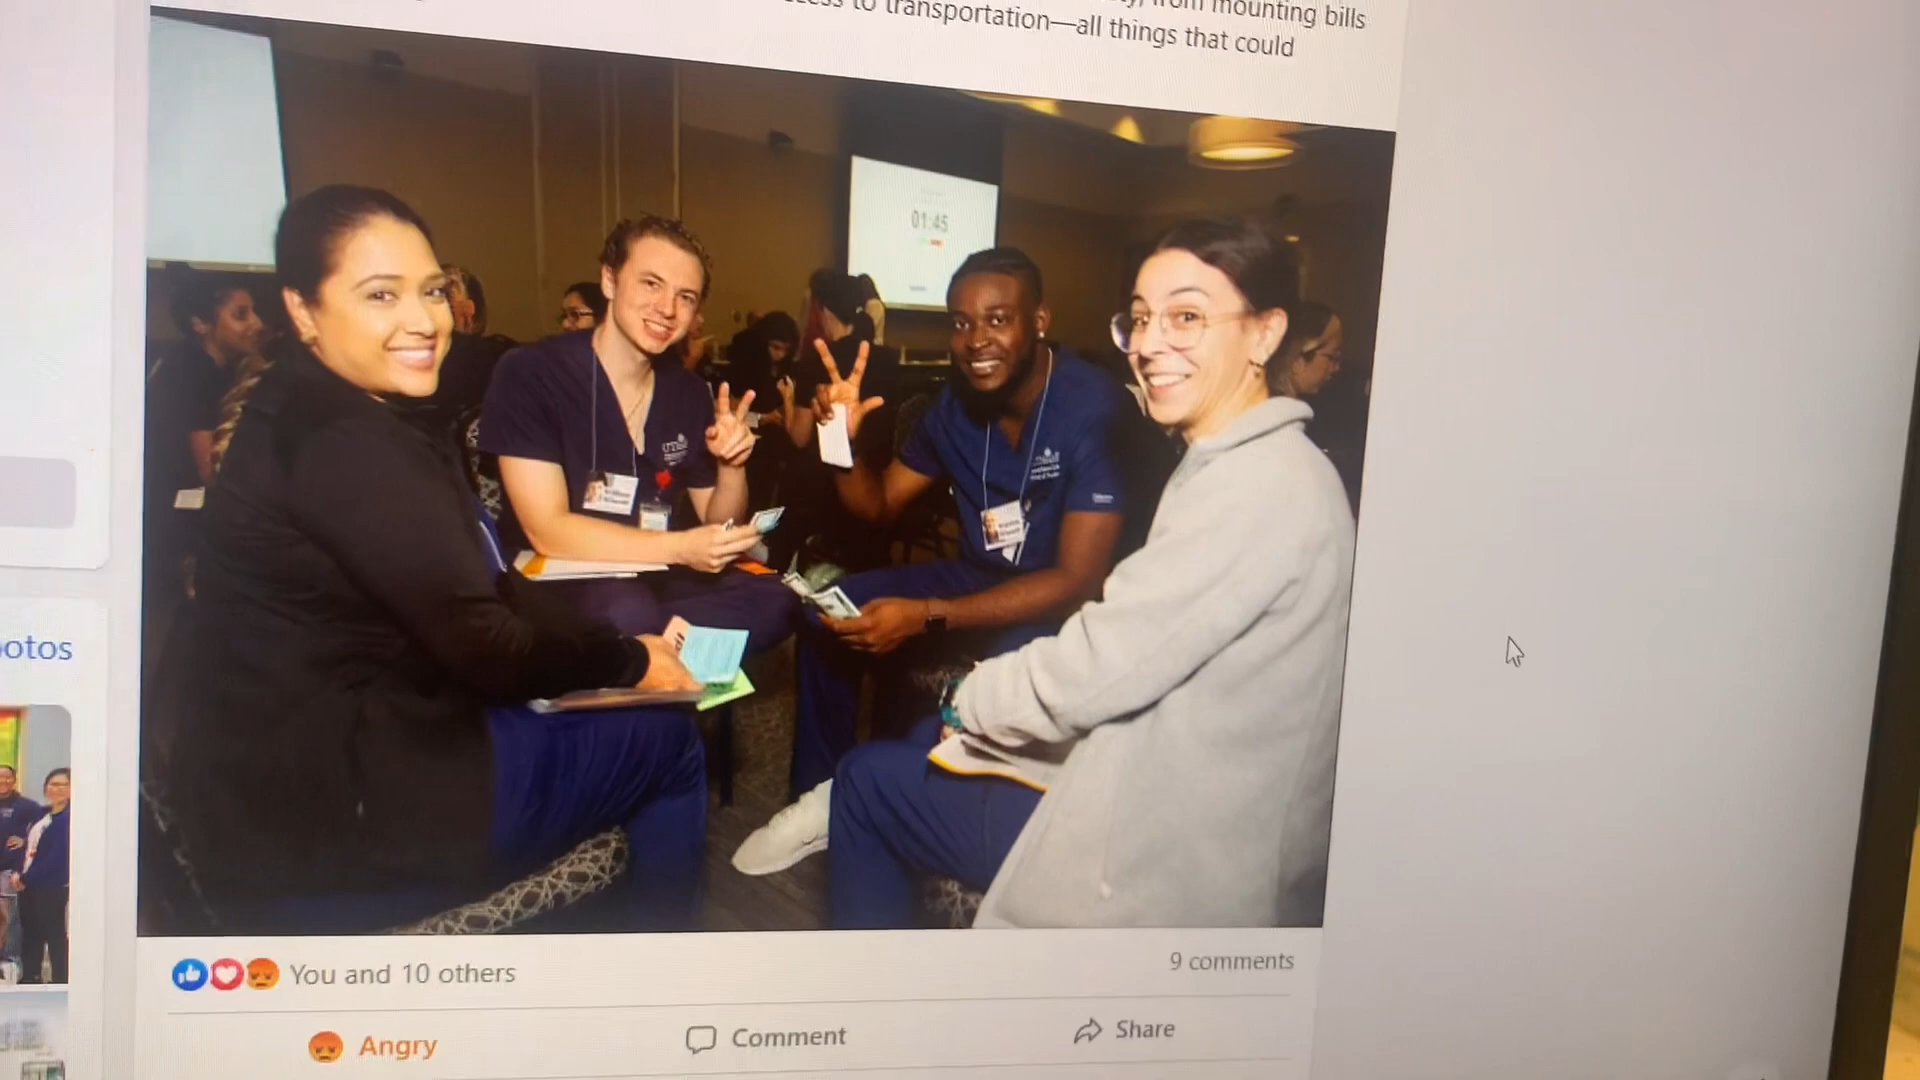 from mounting bills
to transportation—all things that could
01:45
otos
You and 10 others
9 comments
Angry
Comment
Share